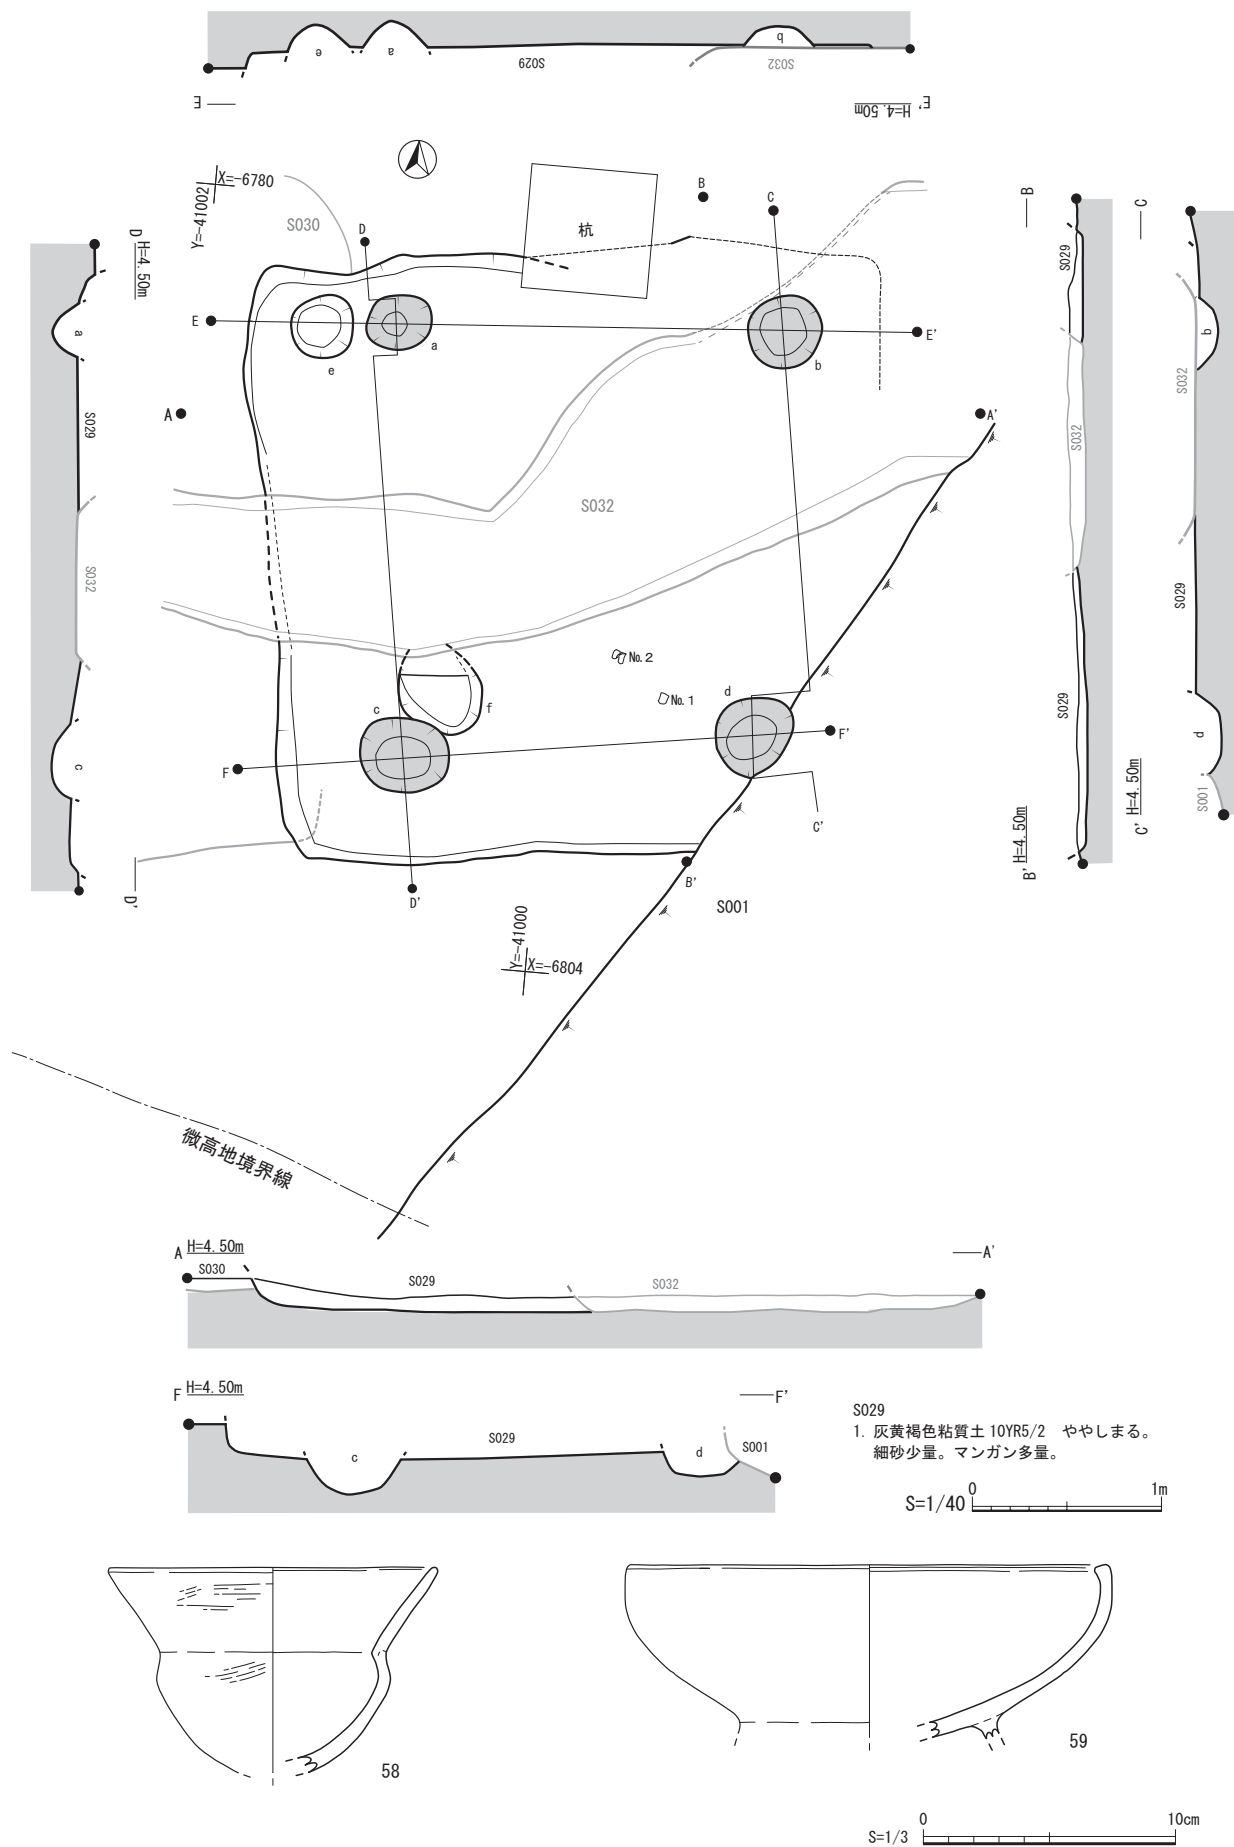 e
a
S029
S032
b
E
E'
H=4.50m
X=-6780
Y=-41002
S030
D
杭
B
C
E
E'
e
a
b
A
A'
S032
No.2
No.1
c
f
d
F
F'
C'
D'
B'
S001
Y=-41000
X=-6804
微高地境界線
D
H=4.50m
a
S029
S032
c
D'
B
S029
S032
S029
B'
H=4.50m
C
b
S032
S029
d
S001
C'
H=4.50m
A
H=4.50m
A'
S030
S029
S032
F
H=4.50m
F'
c
S029
d
S001
S029
1. 灰黄褐色粘質土 10YR5/2 ややしまる。
細砂少量。マンガン多量。
S=1/40
0
1m
58
59
S=1/3
0
10cm